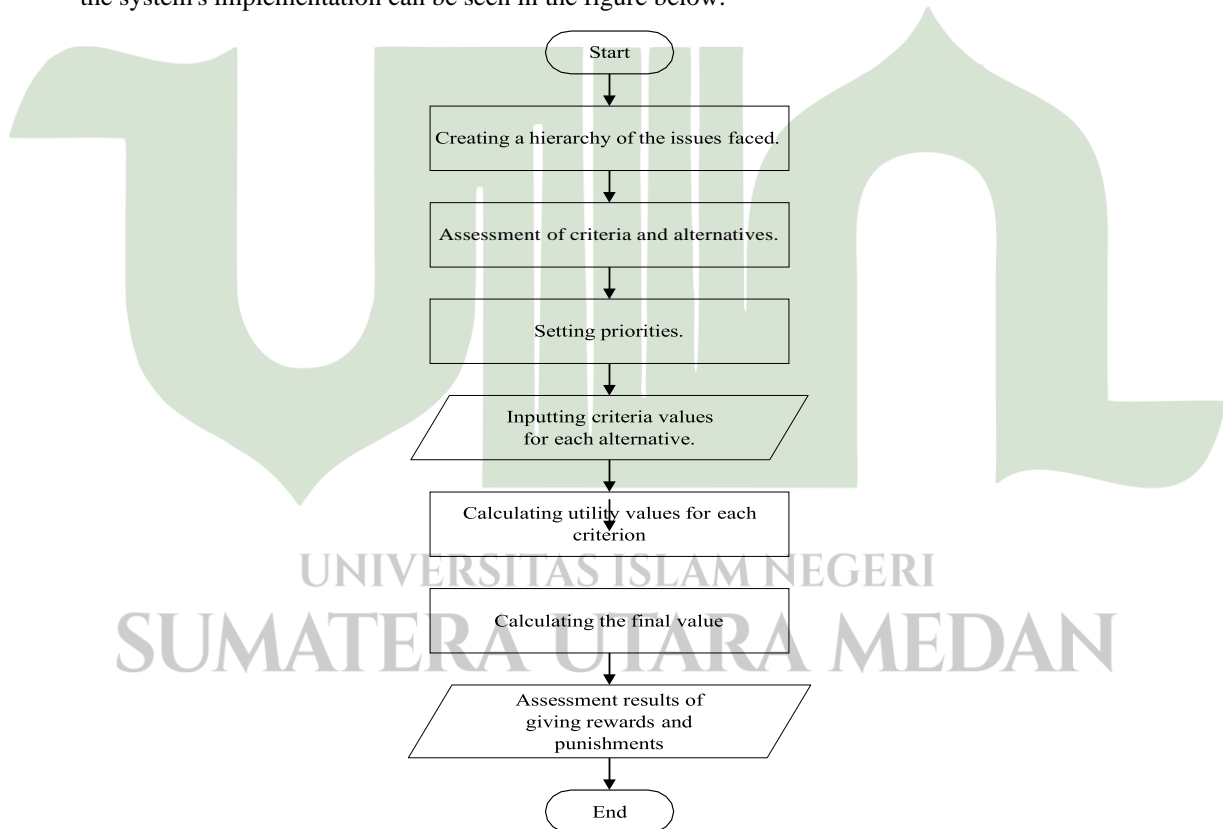 the system's implementation can be seen in the figure below.
Start
Creating a hierarchy of the issues faced.
Assessment of criteria and alternatives.
Setting priorities.
Inputting criteria values
for each alternative.
Calculating utility values for each
criterion
UNIVERSITAS ISLAM NEGERI
SUMATERA UTARA MEDAN
Calculating the final value
Assessment results of
giving rewards and
punishments
End